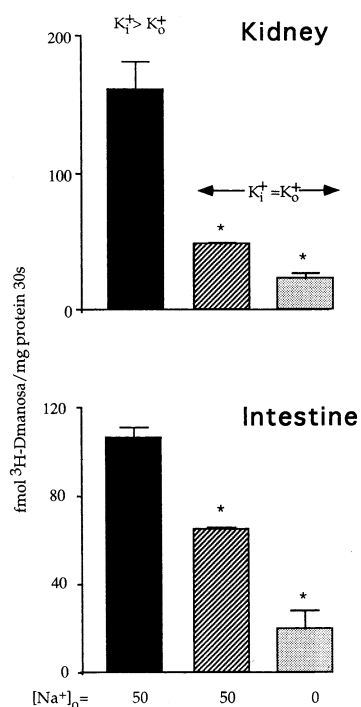 K⁺ᵢ > K⁺ₒ
Kidney
200
K⁺ᵢ =K⁺ₒ
*
*
100
0
fmol ³H-Dmanosa/mg protein 30s
Intestine
120
80
*
40
*
0
[Na⁺]ₒ= 50 50 0